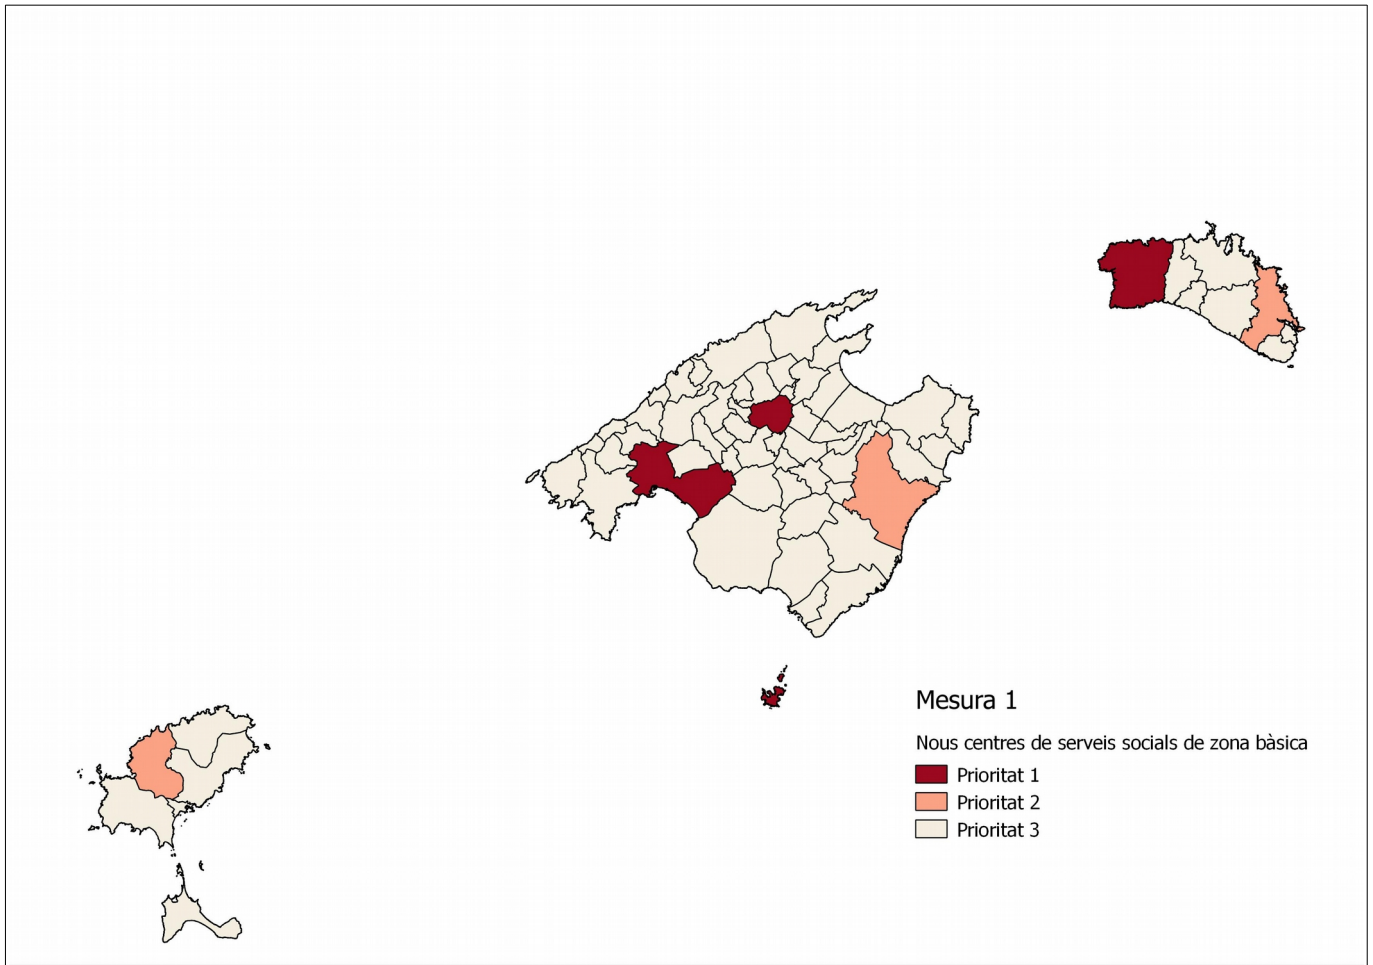 Mesura 1
Nous centres de serveis socials de zona bàsica
Prioritat 1
Prioritat 2
Prioritat 3